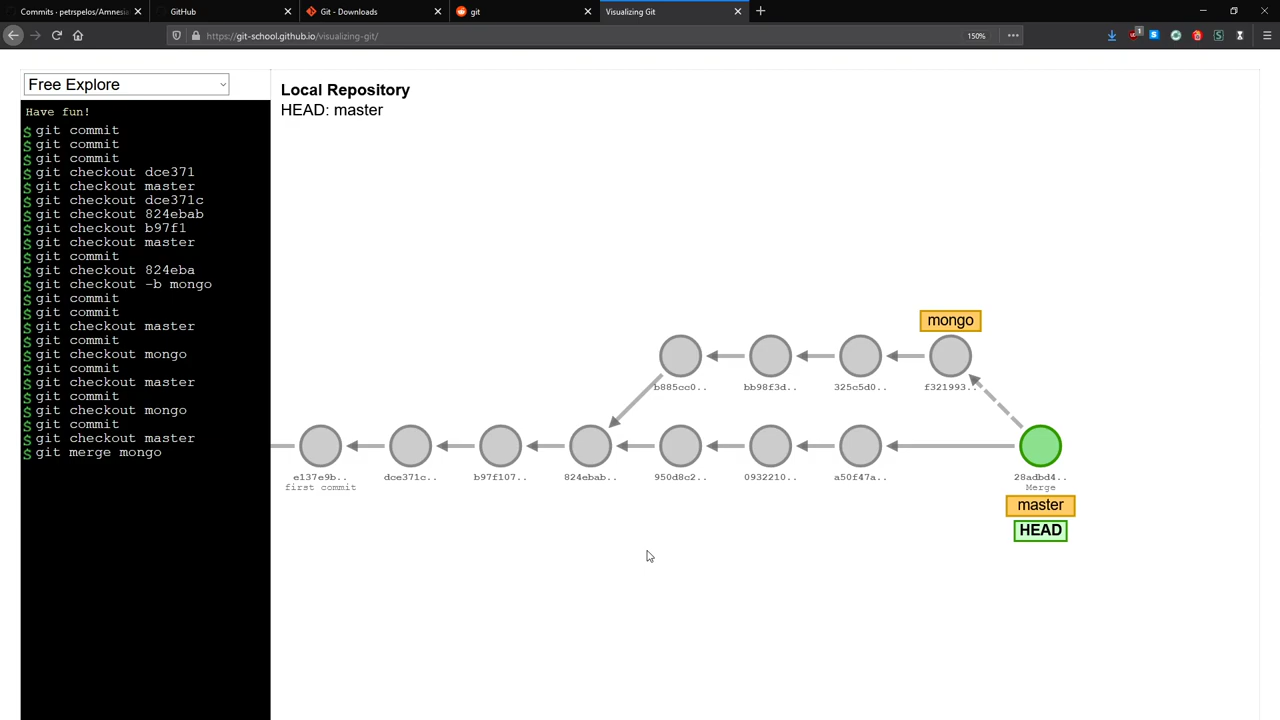 Commits · petrspelos/Amnesia
GitHub
Git - Downloads
git
Visualizing Git
https://git-school.github.io/visualizing-git/
150%
1
Free Explore
Have fun!
$ git commit
$ git commit
$ git commit
$ git checkout dce371
$ git checkout master
$ git checkout dce371c
$ git checkout 824ebab
$ git checkout b97f1
$ git checkout master
$ git commit
$ git checkout 824eba
$ git checkout -b mongo
$ git commit
$ git commit
$ git checkout master
$ git commit
$ git checkout mongo
$ git commit
$ git checkout master
$ git commit
$ git checkout mongo
$ git commit
$ git checkout master
$ git merge mongo
Local Repository
HEAD: master
mongo
b885cc0.. bb98f3d.. 325c5d0.. f321993..
e137e9b.. dce371c.. b97f107.. 824ebab.. 950d8c2.. 0932210.. a50f47a.. 28adbd4..
first commit
Merge
master
HEAD